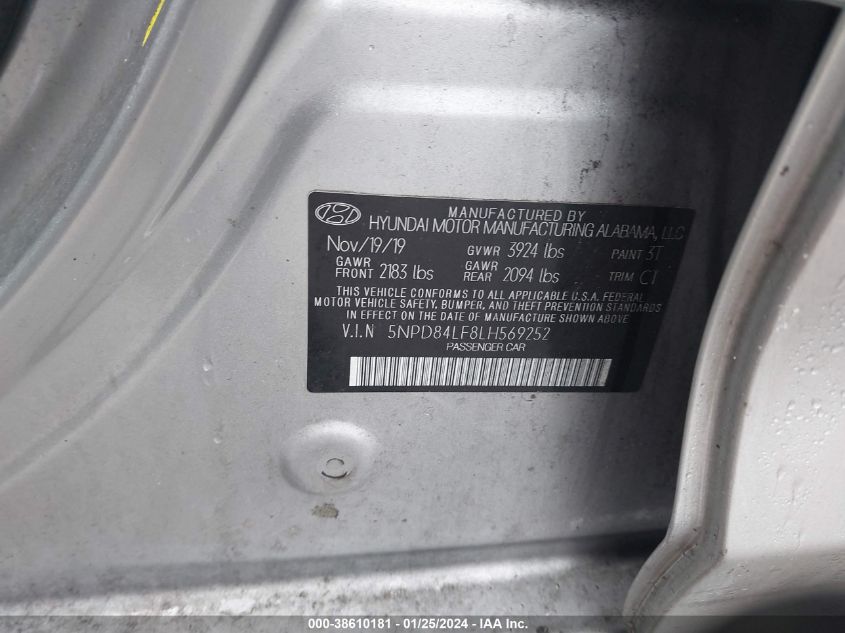 MANUFACTURED BY
HYUNDAI MOTOR MANUFACTURING ALABAMA, LLC
Nov/19/19 GVWR 3924 lbs PAINT 3T
GAWR FRONT 2183 lbs GAWR REAR 2094 lbs TRIM C1
THIS VEHICLE CONFORMS TO ALL APPLICABLE U.S.A. FEDERAL
MOTOR VEHICLE SAFETY, BUMPER, AND THEFT PREVENTION STANDARDS
IN EFFECT ON THE DATE OF MANUFACTURE SHOWN ABOVE
V.I.N 5NPD84LF8LH569252
PASSENGER CAR
000-38610181 - 01/25/2024 - IAA Inc.